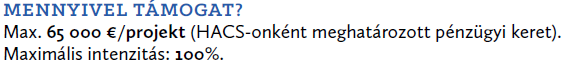 MENNYIVEL TÁMOGAT?
Max. 65 000 €/projekt (HACS-onként meghatározott pénzügyi keret).
Maximális intenzitás: 100%.